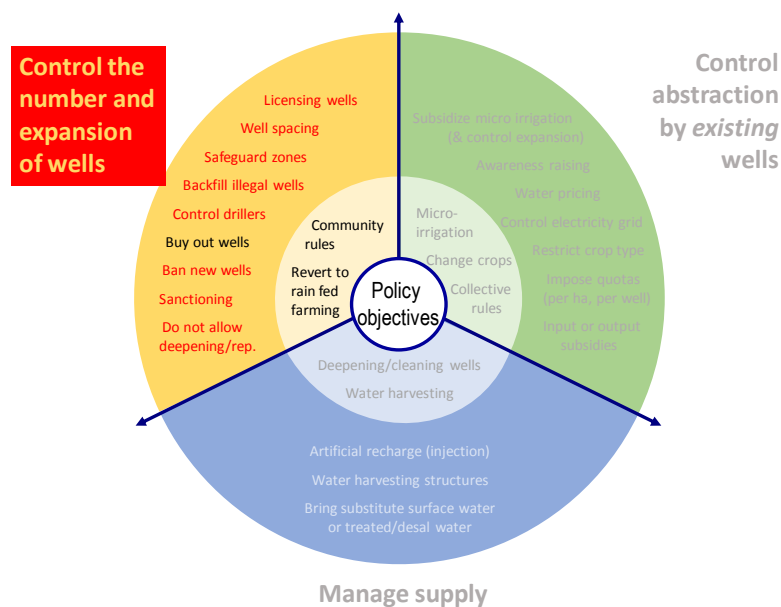 Control the
number and
expansion
of wells
Licensing wells
Well spacing
Safeguard zones
Backfill illegal wells
Control drillers
Buy out wells
Ban new wells
Sanctioning
Do not allow
deepening/rep.
Community
rules
Revert to
rain fed
farming
Policy
objectives
Control
abstraction
by existing
wells
Subsidize micro irrigation
(& control expansion)
Awareness raising
Water pricing
Control electricity grid
Restrict crop type
Impose quotas
(per ha, per well)
Input or output
subsidies
Micro-
irrigation
Change crops
Collective
rules
Deepening/cleaning wells
Water harvesting
Artificial recharge (injection)
Water harvesting structures
Bring substitute surface water
or treated/desal water
Manage supply